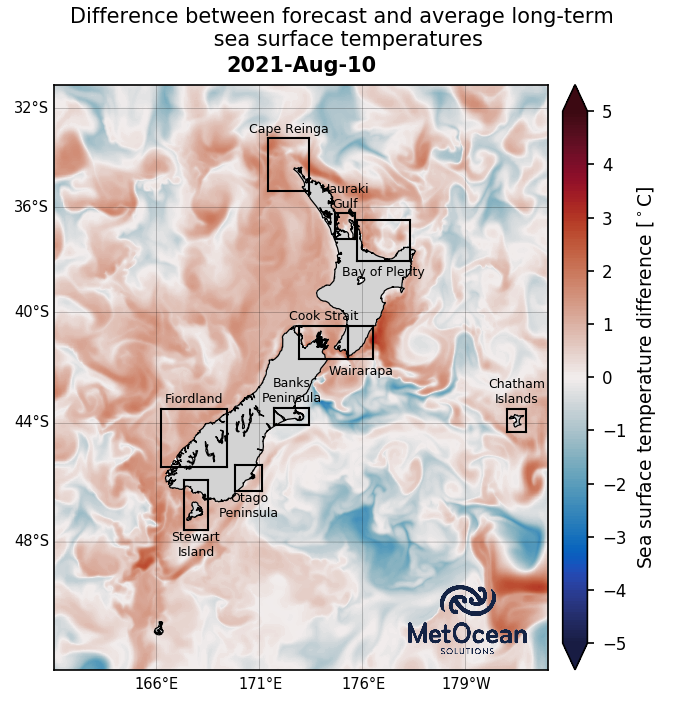 Difference between forecast and average long-term
sea surface temperatures
2021-Aug-10
32°S
36°S
40°S
44°S
48°S
Cape Reinga
Hauraki
Gulf
Bay of Plenty
Cook Strait
Wairarapa
Banks
Peninsula
Fiordland
Chatham
Islands
Otago
Peninsula
Stewart
Island
MetOcean
SOLUTIONS
166°E
171°E
176°E
179°W
5
4
3
2
1
0
−1
−2
−3
−4
−5
Sea surface temperature difference [°C]